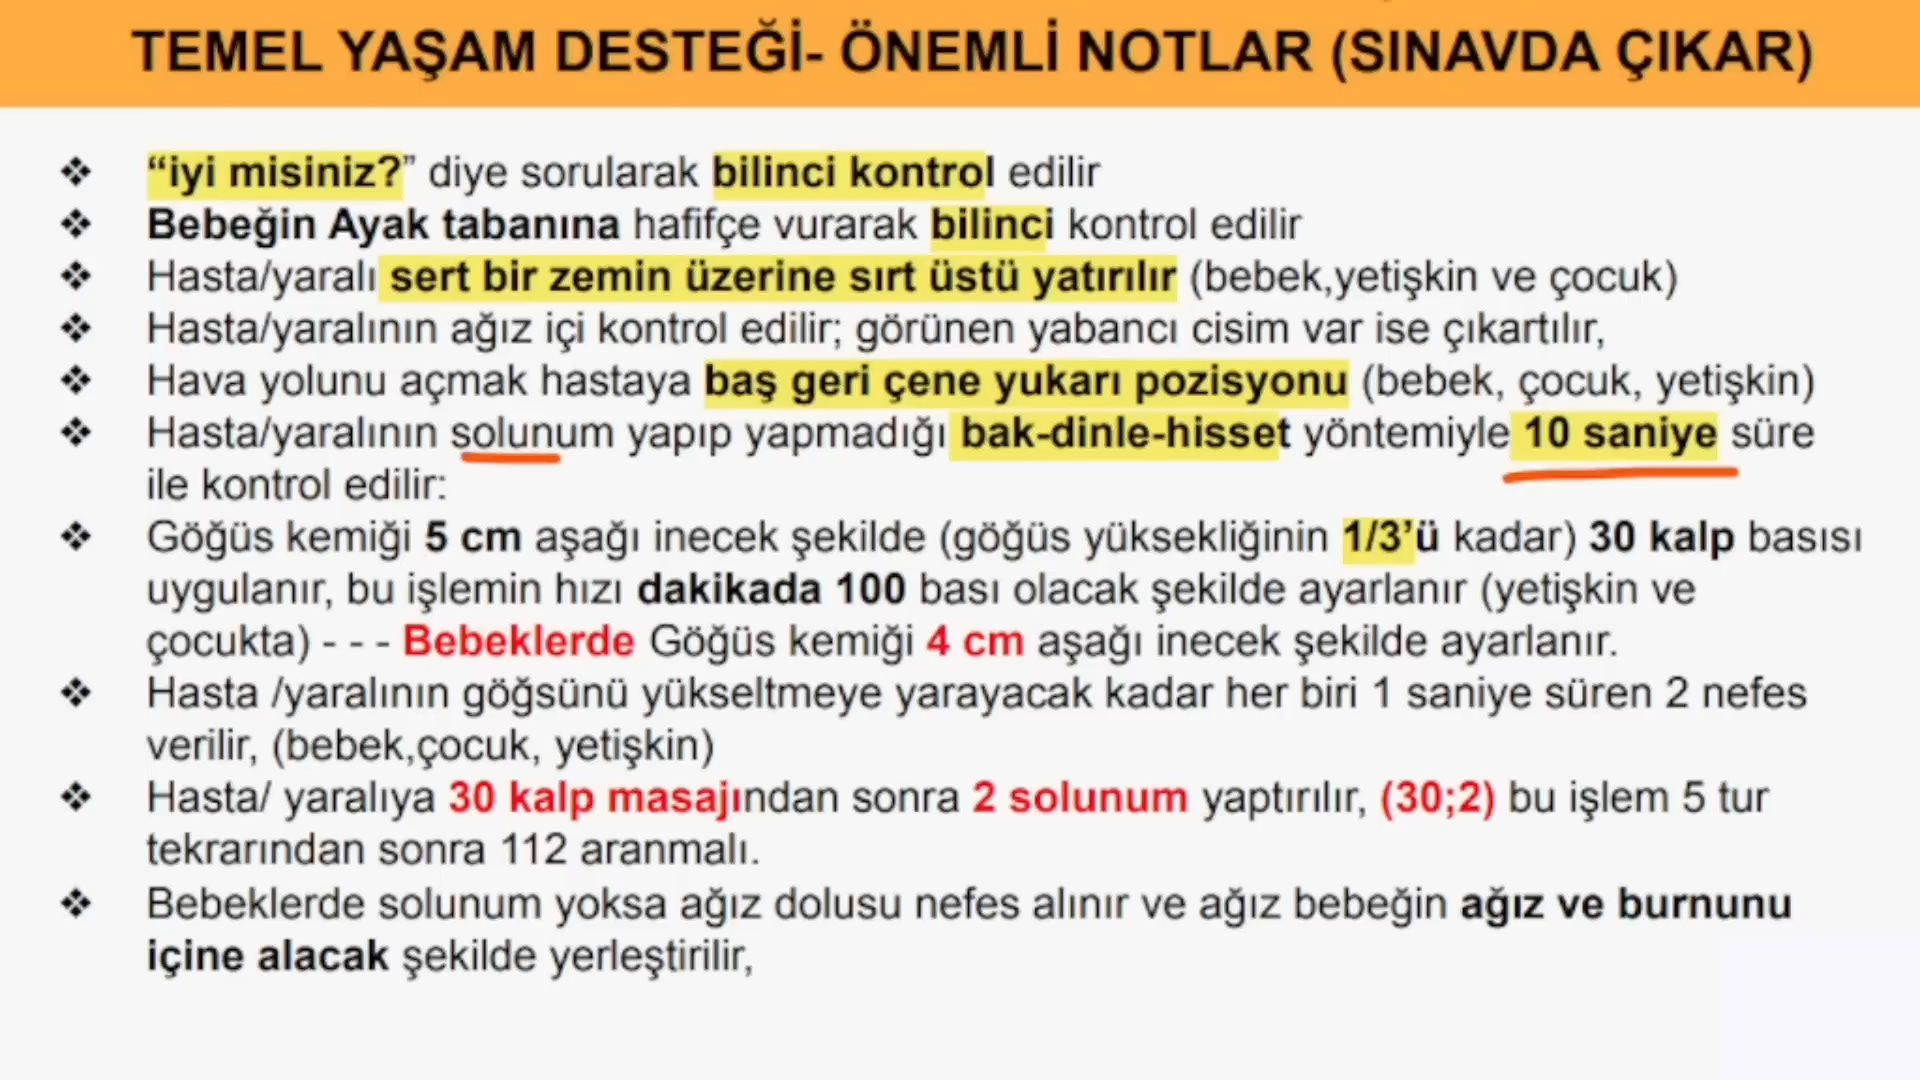 TEMEL YAŞAM DESTEĞİ- ÖNEMLİ NOTLAR (SINAVDA ÇIKAR)
❖ “iyi misiniz?” diye sorularak bilinci kontrol edilir
❖ Bebeğin Ayak tabanına hafifçe vurarak bilinci kontrol edilir
❖ Hasta/yaralı sert bir zemin üzerine sırt üstü yatırılır (bebek,yetişkin ve çocuk)
❖ Hasta/yaralının ağız içi kontrol edilir; görünen yabancı cisim var ise çıkartılır,
❖ Hava yolunu açmak hastaya baş geri çene yukarı pozisyonu (bebek, çocuk, yetişkin)
❖ Hasta/yaralının solunum yapıp yapmadığı bak-dinle-hisset yöntemiyle 10 saniye süre
ile kontrol edilir:
❖ Göğüs kemiği 5 cm aşağı inecek şekilde (göğüs yüksekliğinin 1/3’ü kadar) 30 kalp basısı
uygulanır, bu işlemin hızı dakikada 100 bası olacak şekilde ayarlanır (yetişkin ve
çocukta) - - - Bebeklerde Göğüs kemiği 4 cm aşağı inecek şekilde ayarlanır.
❖ Hasta /yaralının göğsünü yükseltmeye yarayacak kadar her biri 1 saniye süren 2 nefes
verilir, (bebek,çocuk, yetişkin)
❖ Hasta/ yaralıya 30 kalp masajından sonra 2 solunum yaptırılır, (30;2) bu işlem 5 tur
tekrarından sonra 112 aranmalı.
❖ Bebeklerde solunum yoksa ağız dolusu nefes alınır ve ağız bebeğin ağız ve burnunu
içine alacak şekilde yerleştirilir,